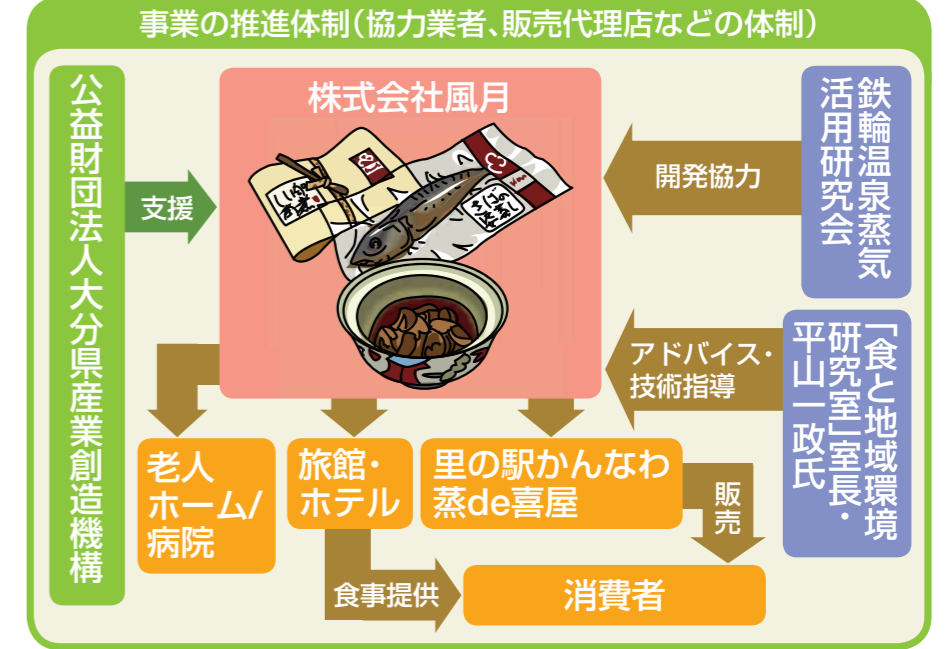 事業の推進体制(協力業者、販売代理店などの体制)
公益財団法人大分県産業創造機構
支援
株式会社風月
開発協力
鉄輪温泉蒸気
活用研究会
アドバイス・
技術指導
「食と地域環境
研究室」室長・
平山一政氏
老人
ホーム/
病院
旅館・
ホテル
里の駅かんなわ
蒸de喜屋
販売
食事提供
消費者